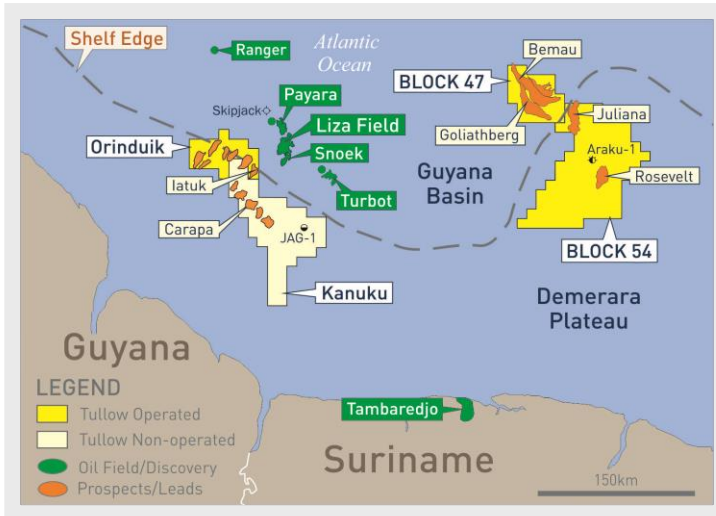 Shelf Edge
Ranger
Atlantic
Ocean
Bemau
BLOCK 47
Payara
Skipjack
Juliana
Liza Field
Goliathberg
Orinduik
Snoek
Araku-1
Guyana
Basin
Iatuk
Rosevelt
Turbot
Carapa
JAG-1
BLOCK 54
Kanuku
Demerara
Plateau
Guyana
LEGEND
Tullow Operated
Tullow Non-operated
Oil Field/Discovery
Prospects/Leads
Tambaredjo
Suriname
150km